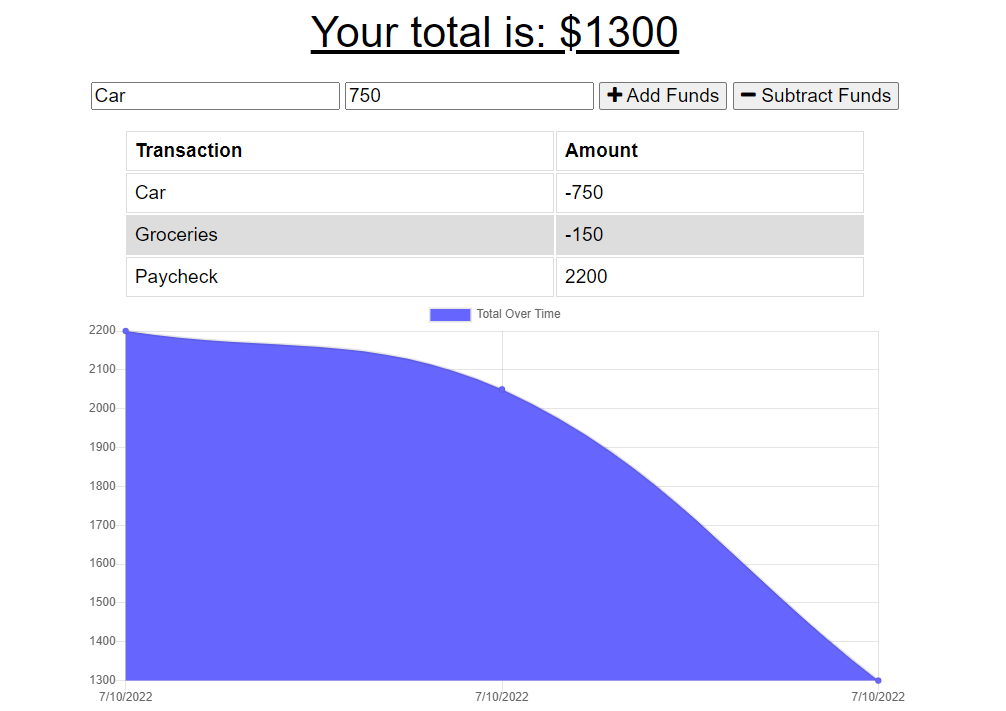 Your total is: $1300
Car 750 Add Funds Subtract Funds
Transaction Amount
Car -750
Groceries -150
Paycheck 2200
Total Over Time
2200
2100
2000
1900
1800
1700
1600
1500
1400
1300
7/10/2022 7/10/2022 7/10/2022